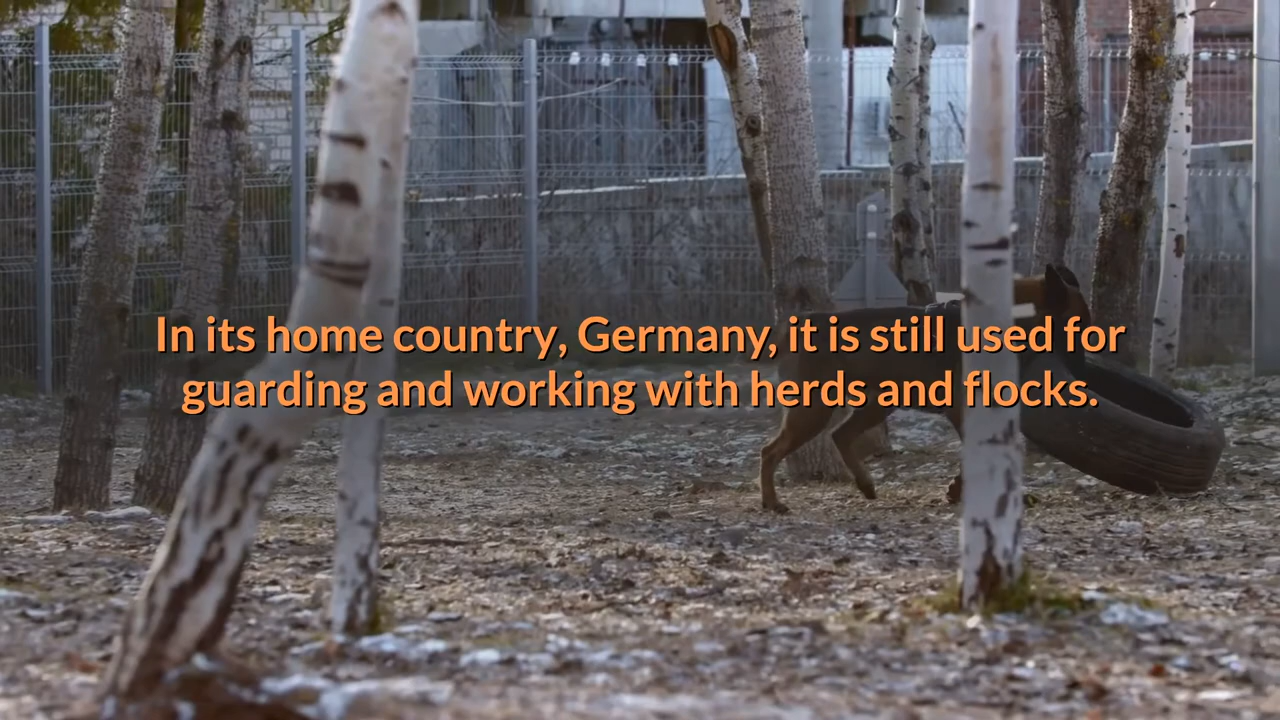 In its home country, Germany, it is still used for
guarding and working with herds and flocks.